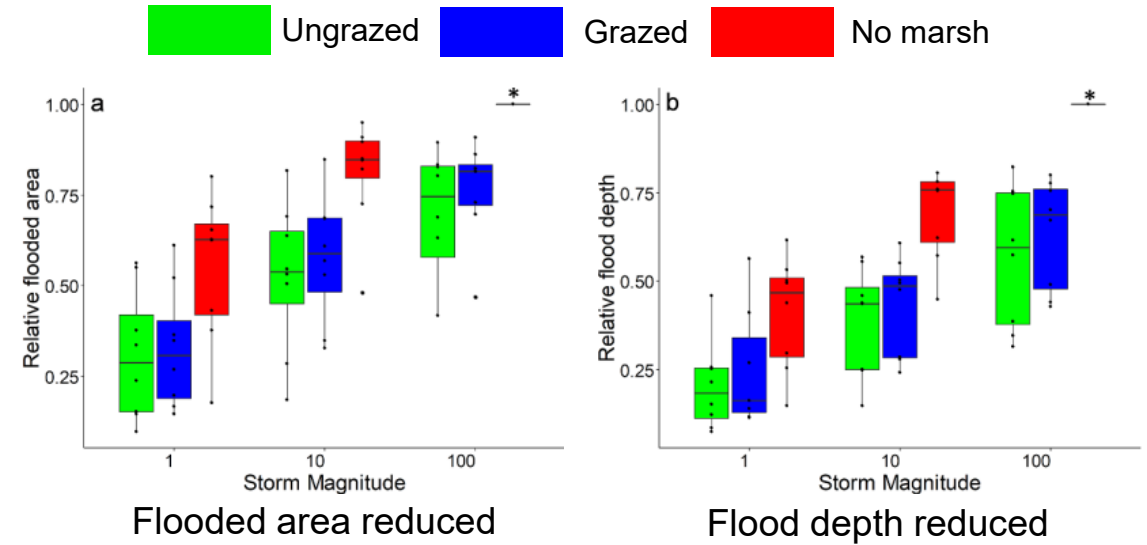 Ungrazed Grazed No marsh
a
*
1.00
0.75
0.50
0.25
Relative flooded area
1 10 100
Storm Magnitude
Flooded area reduced
b
*
1.00
0.75
0.50
0.25
Relative flood depth
1 10 100
Storm Magnitude
Flood depth reduced